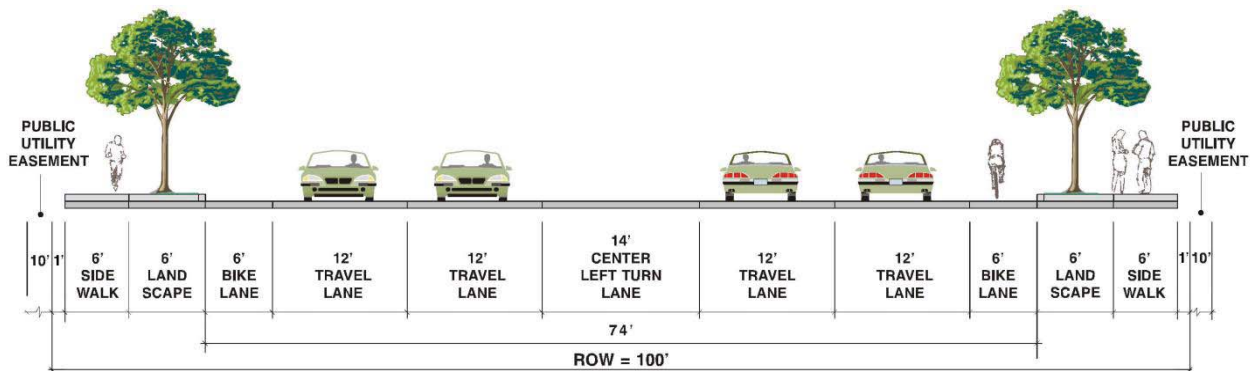 PUBLIC
UTILITY
EASEMENT
PUBLIC
UTILITY
EASEMENT
10'
1'
6'
SIDE
WALK
6'
LAND
SCAPE
6'
BIKE
LANE
12'
TRAVEL
LANE
12'
TRAVEL
LANE
14'
CENTER
LEFT TURN
LANE
12'
TRAVEL
LANE
12'
TRAVEL
LANE
6'
BIKE
LANE
6'
LAND
SCAPE
6'
SIDE
WALK
1'
10'
74'
ROW = 100'